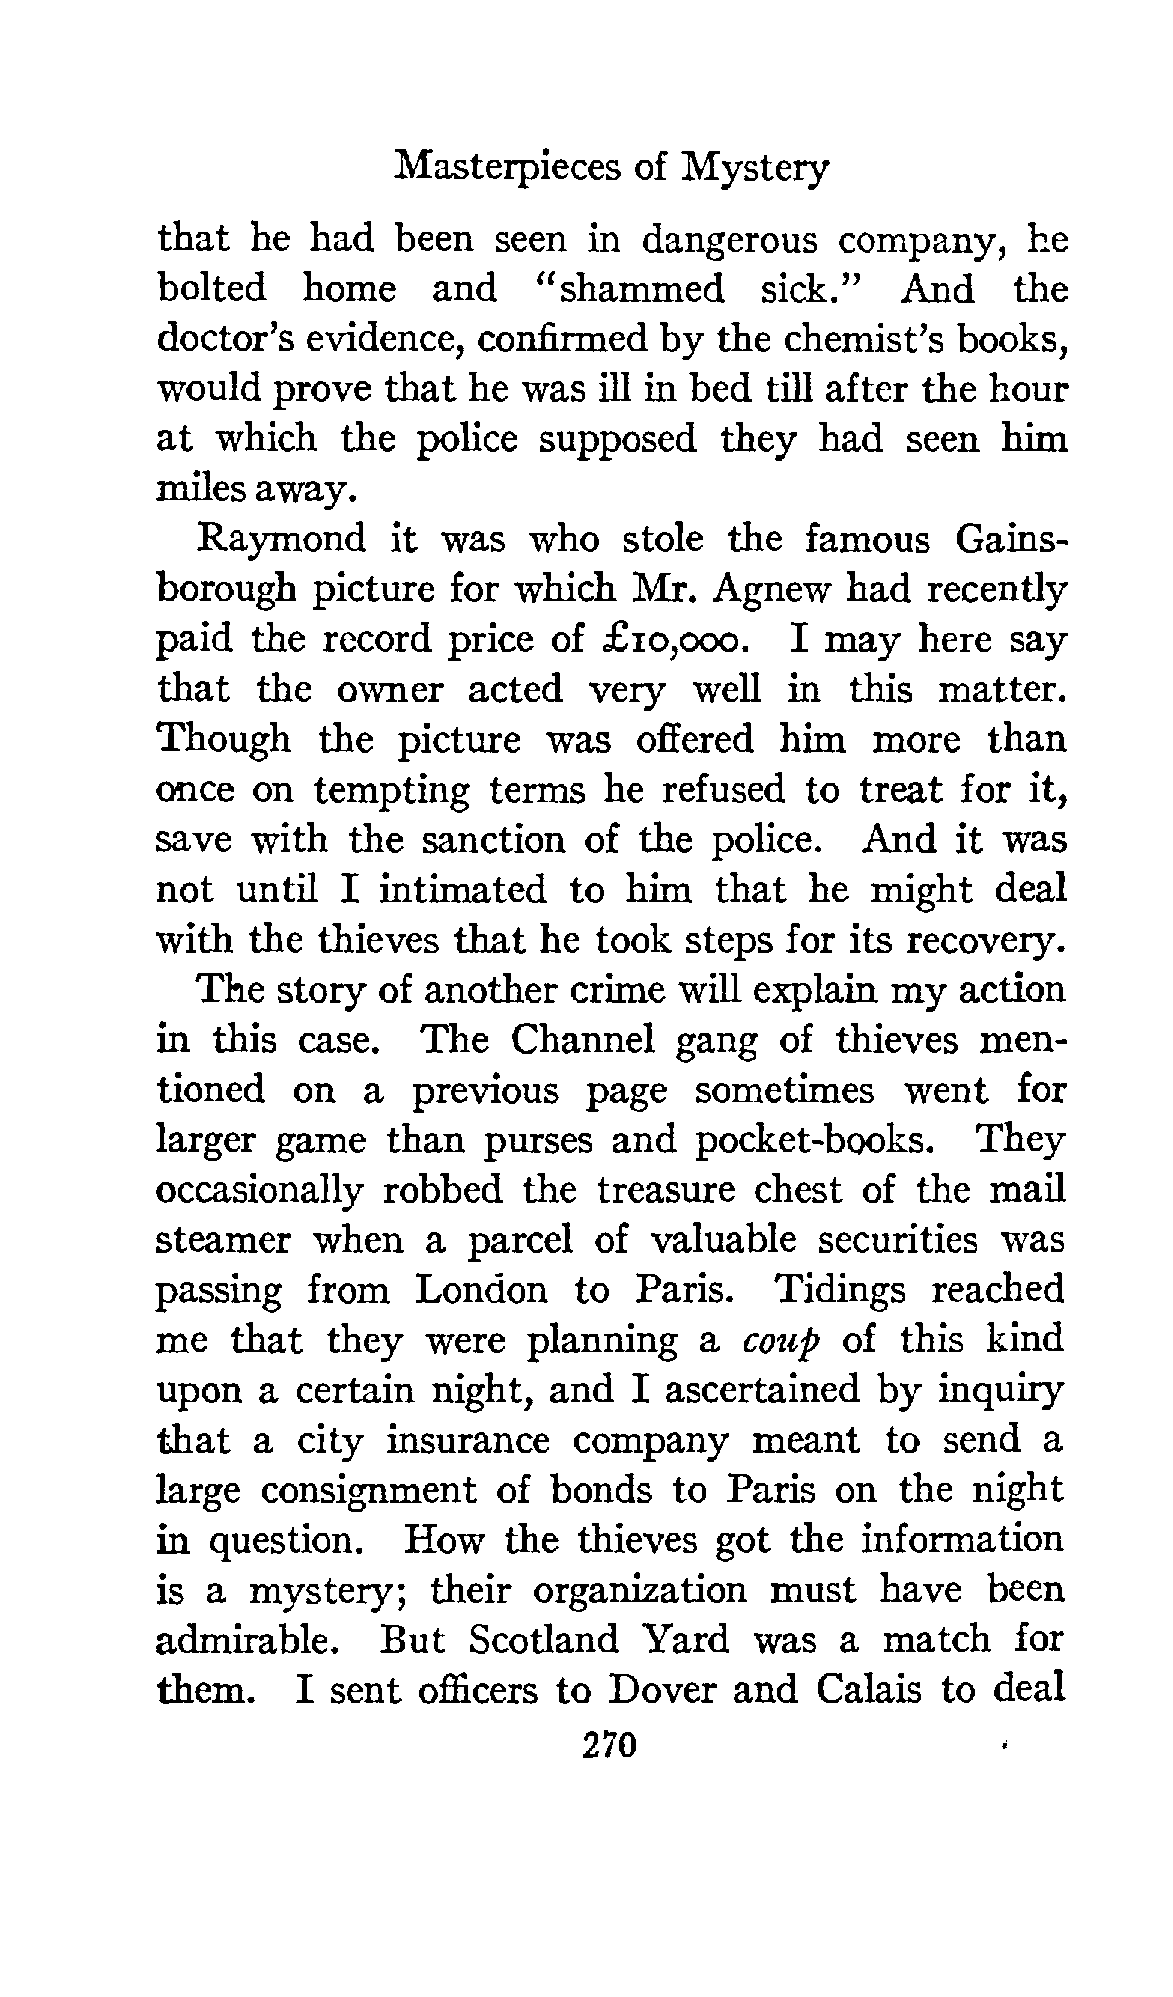 Masterpieces of Mystery
that he had been seen in dangerous company, he
bolted home and "shammed sick." And the
doctor's evidence, confirmed by the chemist's books,
would prove that he was ill in bed till after the hour
at which the police supposed they had seen him
miles away.
Raymond it was who stole the famous Gains-
borough picture for which Mr. Agnew had recently
paid the record price of £10,000. I may here say
that the owner acted very well in this matter.
Though the picture was offered him more than
once on tempting terms he refused to treat for it,
save with the sanction of the police. And it was
not until I intimated to him that he might deal
with the thieves that he took steps for its recovery.
The story of another crime will explain my action
in this case. The Channel gang of thieves men-
tioned on a previous page sometimes went for
larger game than purses and pocket-books. They
occasionally robbed the treasure chest of the mail
steamer when a parcel of valuable securities was
passing from London to Paris. Tidings reached
me that they were planning a coup of this kind
upon a certain night, and I ascertained by inquiry
that a city insurance company meant to send a
large consignment of bonds to Paris on the night
in question. How the thieves got the information
is a mystery; their organization must have been
admirable. But Scotland Yard was a match for
them. I sent officers to Dover and Calais to deal
270